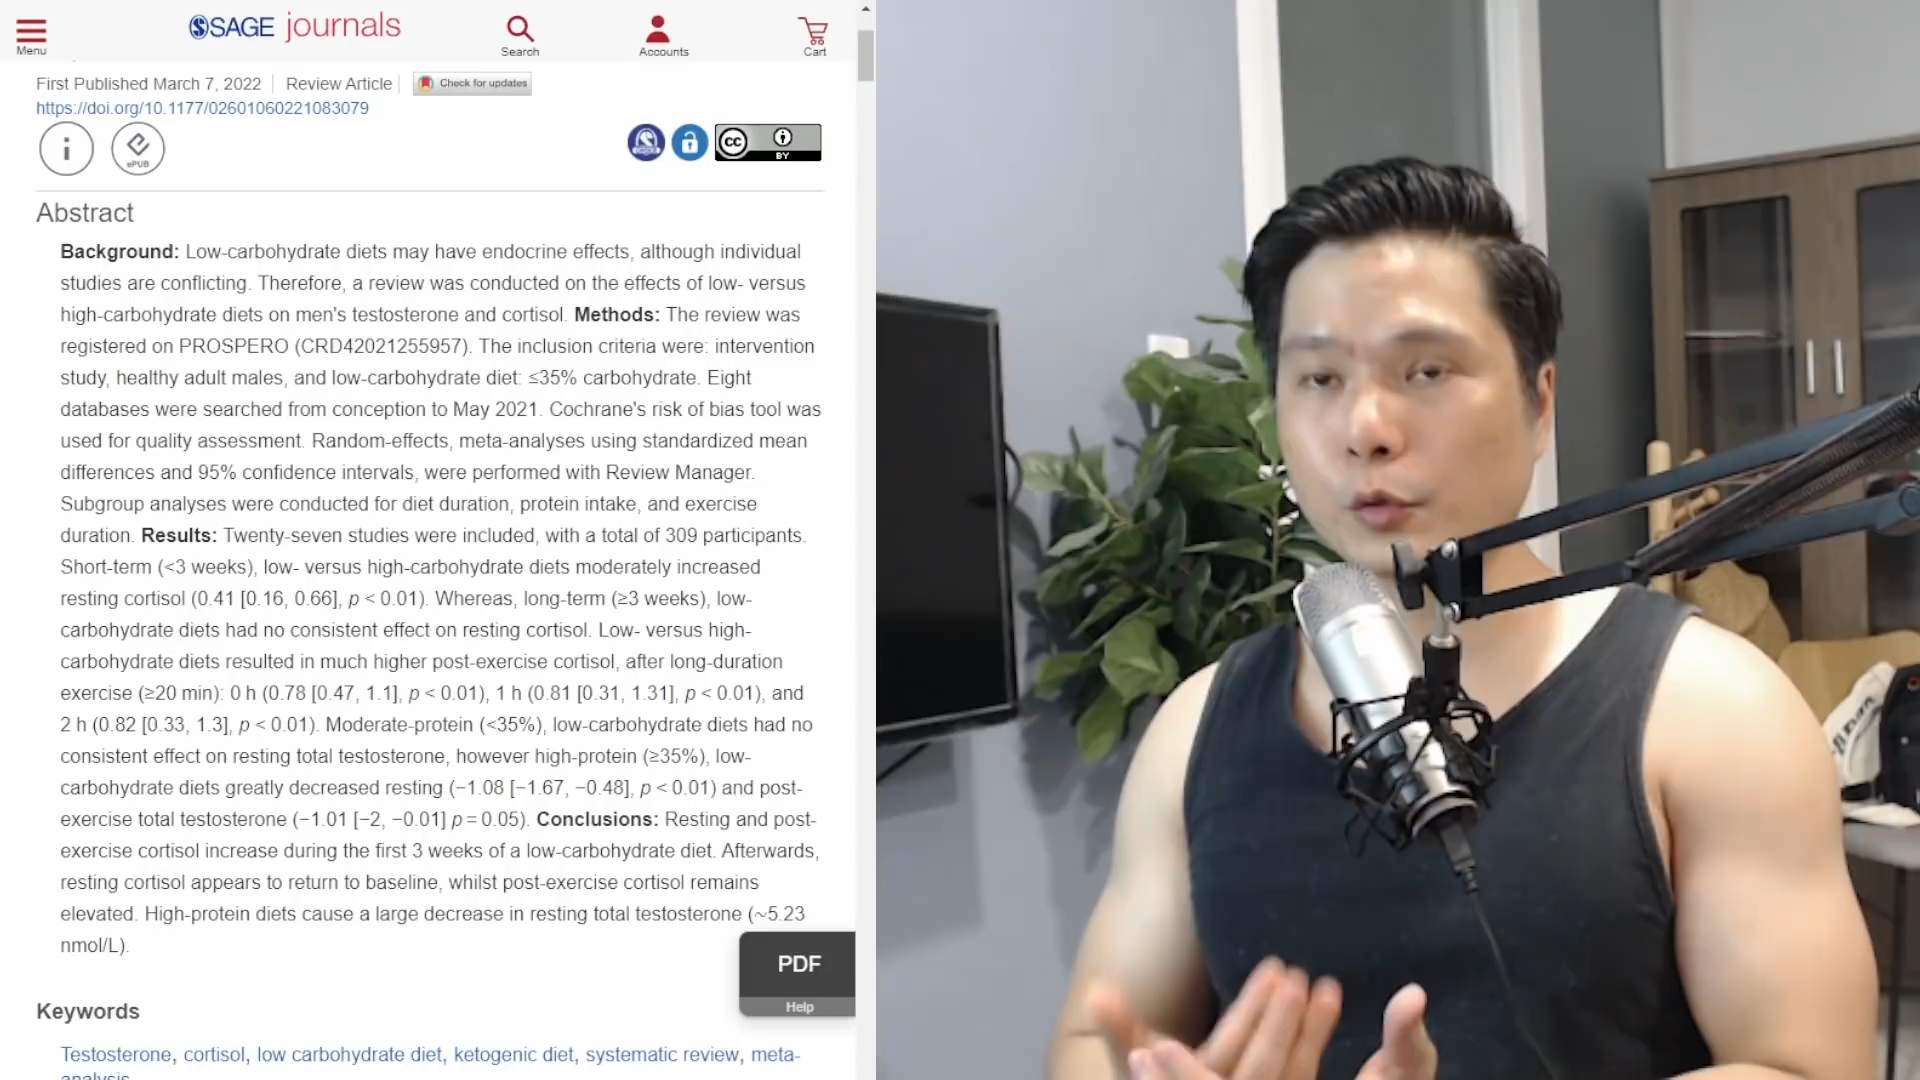 Menu
SAGE journals
Search
Accounts
Cart
First Published March 7, 2022 | Review Article | Check for updates
https://doi.org/10.1177/02601060221083079
ePUB
CHOICE
cc
BY
Abstract
Background: Low-carbohydrate diets may have endocrine effects, although individual
studies are conflicting. Therefore, a review was conducted on the effects of low- versus
high-carbohydrate diets on men's testosterone and cortisol. Methods: The review was
registered on PROSPERO (CRD42021255957). The inclusion criteria were: intervention
study, healthy adult males, and low-carbohydrate diet: ≤35% carbohydrate. Eight
databases were searched from conception to May 2021. Cochrane's risk of bias tool was
used for quality assessment. Random-effects, meta-analyses using standardized mean
differences and 95% confidence intervals, were performed with Review Manager.
Subgroup analyses were conducted for diet duration, protein intake, and exercise
duration. Results: Twenty-seven studies were included, with a total of 309 participants.
Short-term (<3 weeks), low- versus high-carbohydrate diets moderately increased
resting cortisol (0.41 [0.16, 0.66], p < 0.01). Whereas, long-term (≥3 weeks), low-
carbohydrate diets had no consistent effect on resting cortisol. Low- versus high-
carbohydrate diets resulted in much higher post-exercise cortisol, after long-duration
exercise (≥20 min): 0 h (0.78 [0.47, 1.1], p < 0.01), 1 h (0.81 [0.31, 1.31], p < 0.01), and
2 h (0.82 [0.33, 1.3], p < 0.01). Moderate-protein (<35%), low-carbohydrate diets had no
consistent effect on resting total testosterone, however high-protein (≥35%), low-
carbohydrate diets greatly decreased resting (−1.08 [−1.67, −0.48], p < 0.01) and post-
exercise total testosterone (−1.01 [−2, −0.01] p = 0.05). Conclusions: Resting and post-
exercise cortisol increase during the first 3 weeks of a low-carbohydrate diet. Afterwards,
resting cortisol appears to return to baseline, whilst post-exercise cortisol remains
elevated. High-protein diets cause a large decrease in resting total testosterone (~5.23
nmol/L).
PDF
Help
Keywords
Testosterone, cortisol, low carbohydrate diet, ketogenic diet, systematic review, meta-
analysis